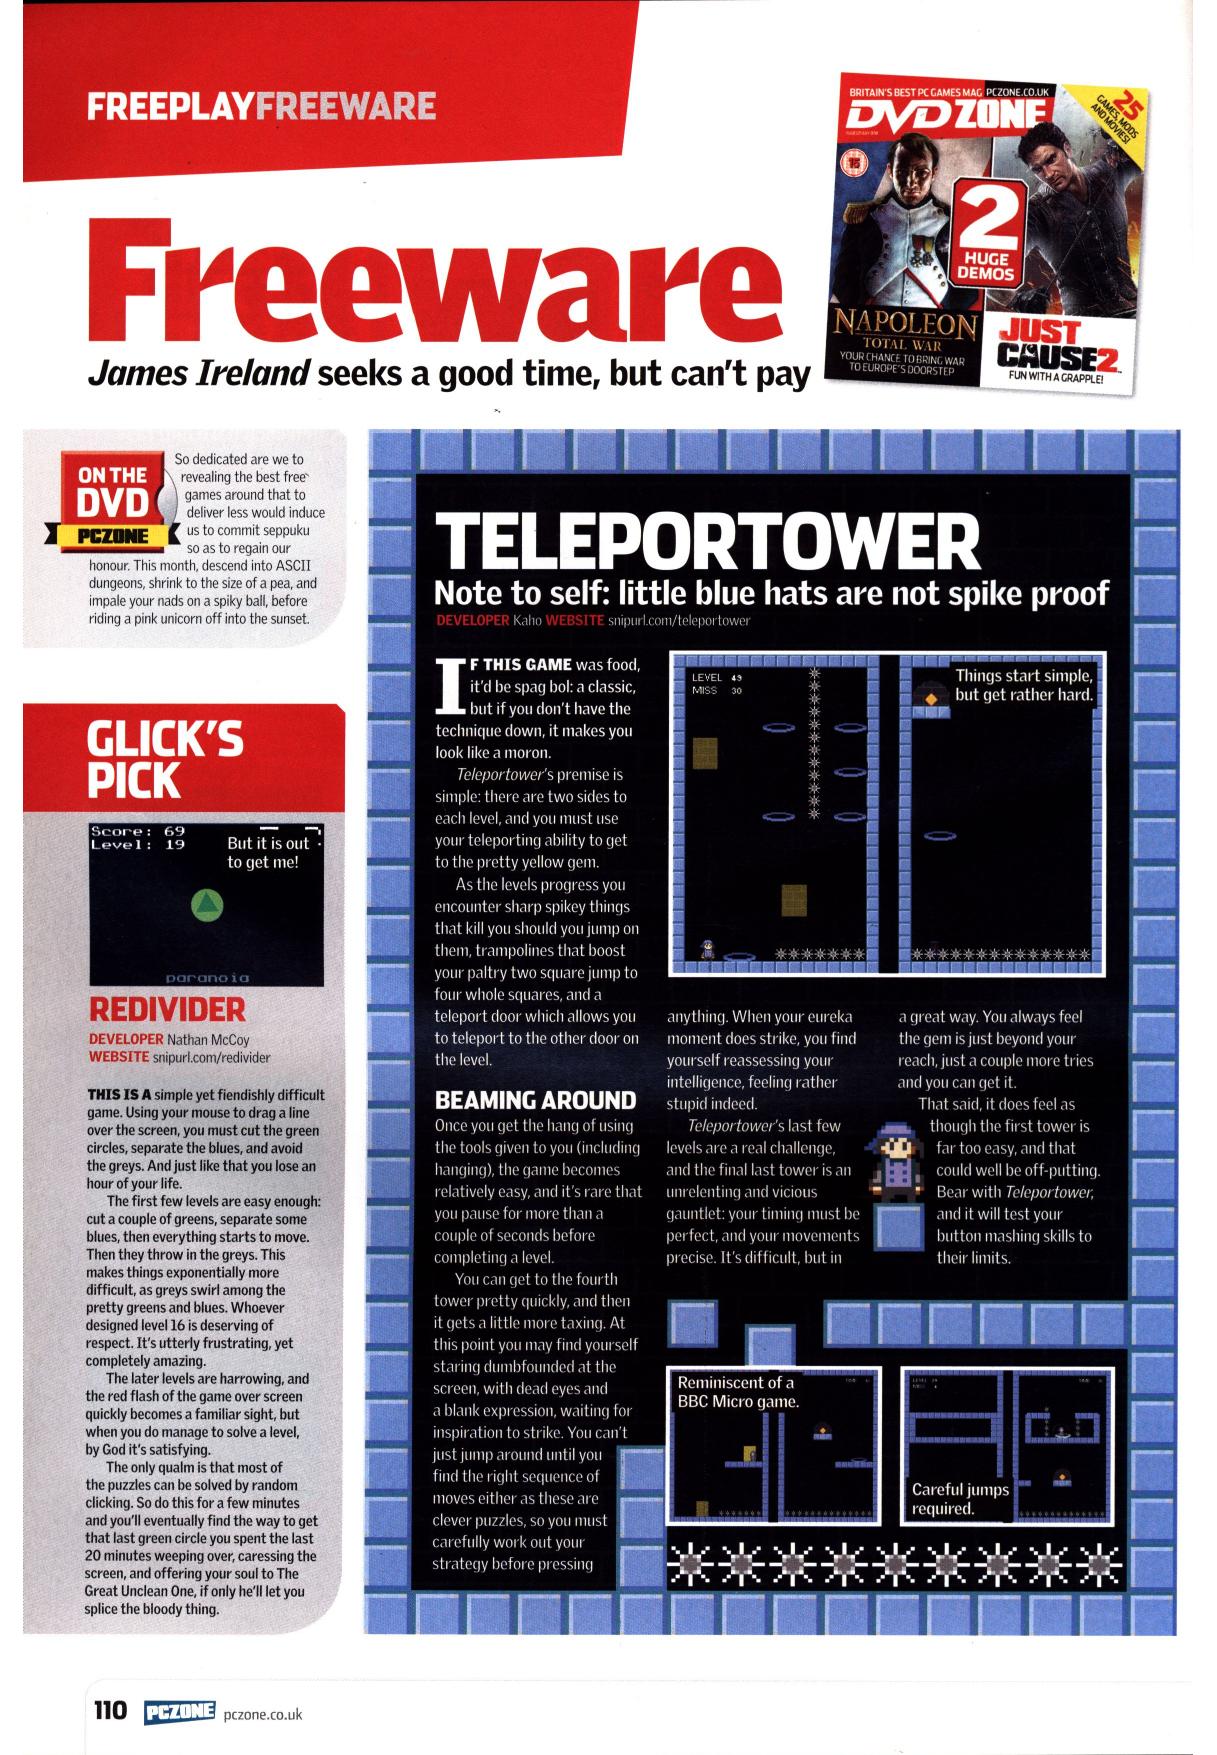 FREEPLAYFREEWARE
BRITAIN'S BEST PC GAMES MAG PCZONE.CO.UK
DVD ZONE
25
GAMES, MODS
AND MOVIES!
15
2
HUGE
DEMOS
NAPOLEON
TOTAL WAR
YOUR CHANCE TO BRING WAR
TO EUROPE'S DOORSTEP
JUST
CAUSE 2
FUN WITH A GRAPPLE!
Freeware
James Ireland seeks a good time, but can't pay
ON THE
DVD
PCZONE
So dedicated are we to
revealing the best free
games around that to
deliver less would induce
us to commit seppuku
so as to regain our
honour. This month, descend into ASCII
dungeons, shrink to the size of a pea, and
impale your nads on a spiky ball, before
riding a pink unicorn off into the sunset.
GLICK'S
PICK
Score: 69
Level: 19
But it is out
to get me!
paranoia
REDIVIDER
DEVELOPER Nathan McCoy
WEBSITE snipurl.com/redivider
THIS IS A simple yet fiendishly difficult
game. Using your mouse to drag a line
over the screen, you must cut the green
circles, separate the blues, and avoid
the greys. And just like that you lose an
hour of your life.
The first few levels are easy enough:
cut a couple of greens, separate some
blues, then everything starts to move.
Then they throw in the greys. This
makes things exponentially more
difficult, as greys swirl among the
pretty greens and blues. Whoever
designed level 16 is deserving of
respect. It's utterly frustrating, yet
completely amazing.
The later levels are harrowing, and
the red flash of the game over screen
quickly becomes a familiar sight, but
when you do manage to solve a level,
by God it's satisfying.
The only qualm is that most of
the puzzles can be solved by random
clicking. So do this for a few minutes
and you'll eventually find the way to get
that last green circle you spent the last
20 minutes weeping over, caressing the
screen, and offering your soul to The
Great Unclean One, if only he'll let you
splice the bloody thing.
TELEPORTOWER
Note to self: little blue hats are not spike proof
DEVELOPER Kaho WEBSITE snipurl.com/teleportower
IF THIS GAME was food,
it'd be spag bol: a classic,
but if you don't have the
technique down, it makes you
look like a moron.
Teleportower's premise is
simple: there are two sides to
each level, and you must use
your teleporting ability to get
to the pretty yellow gem.
As the levels progress you
encounter sharp spikey things
that kill you should you jump on
them, trampolines that boost
your paltry two square jump to
four whole squares, and a
teleport door which allows you
to teleport to the other door on
the level.
BEAMING AROUND
Once you get the hang of using
the tools given to you (including
hanging), the game becomes
relatively easy, and it's rare that
you pause for more than a
couple of seconds before
completing a level.
You can get to the fourth
tower pretty quickly, and then
it gets a little more taxing. At
this point you may find yourself
staring dumbfounded at the
screen, with dead eyes and
a blank expression, waiting for
inspiration to strike. You can't
just jump around until you
find the right sequence of
moves either as these are
clever puzzles, so you must
carefully work out your
strategy before pressing
LEVEL 49
MISS 30
Things start simple,
but get rather hard.
anything. When your eureka
moment does strike, you find
yourself reassessing your
intelligence, feeling rather
stupid indeed.
Teleportower's last few
levels are a real challenge,
and the final last tower is an
unrelenting and vicious
gauntlet: your timing must be
perfect, and your movements
precise. It's difficult, but in
a great way. You always feel
the gem is just beyond your
reach, just a couple more tries
and you can get it.
That said, it does feel as
though the first tower is
far too easy, and that
could well be off-putting.
Bear with Teleportower,
and it will test your
button mashing skills to
their limits.
Reminiscent of a
BBC Micro game.
Careful jumps
required.
110 PCZONE pczone.co.uk